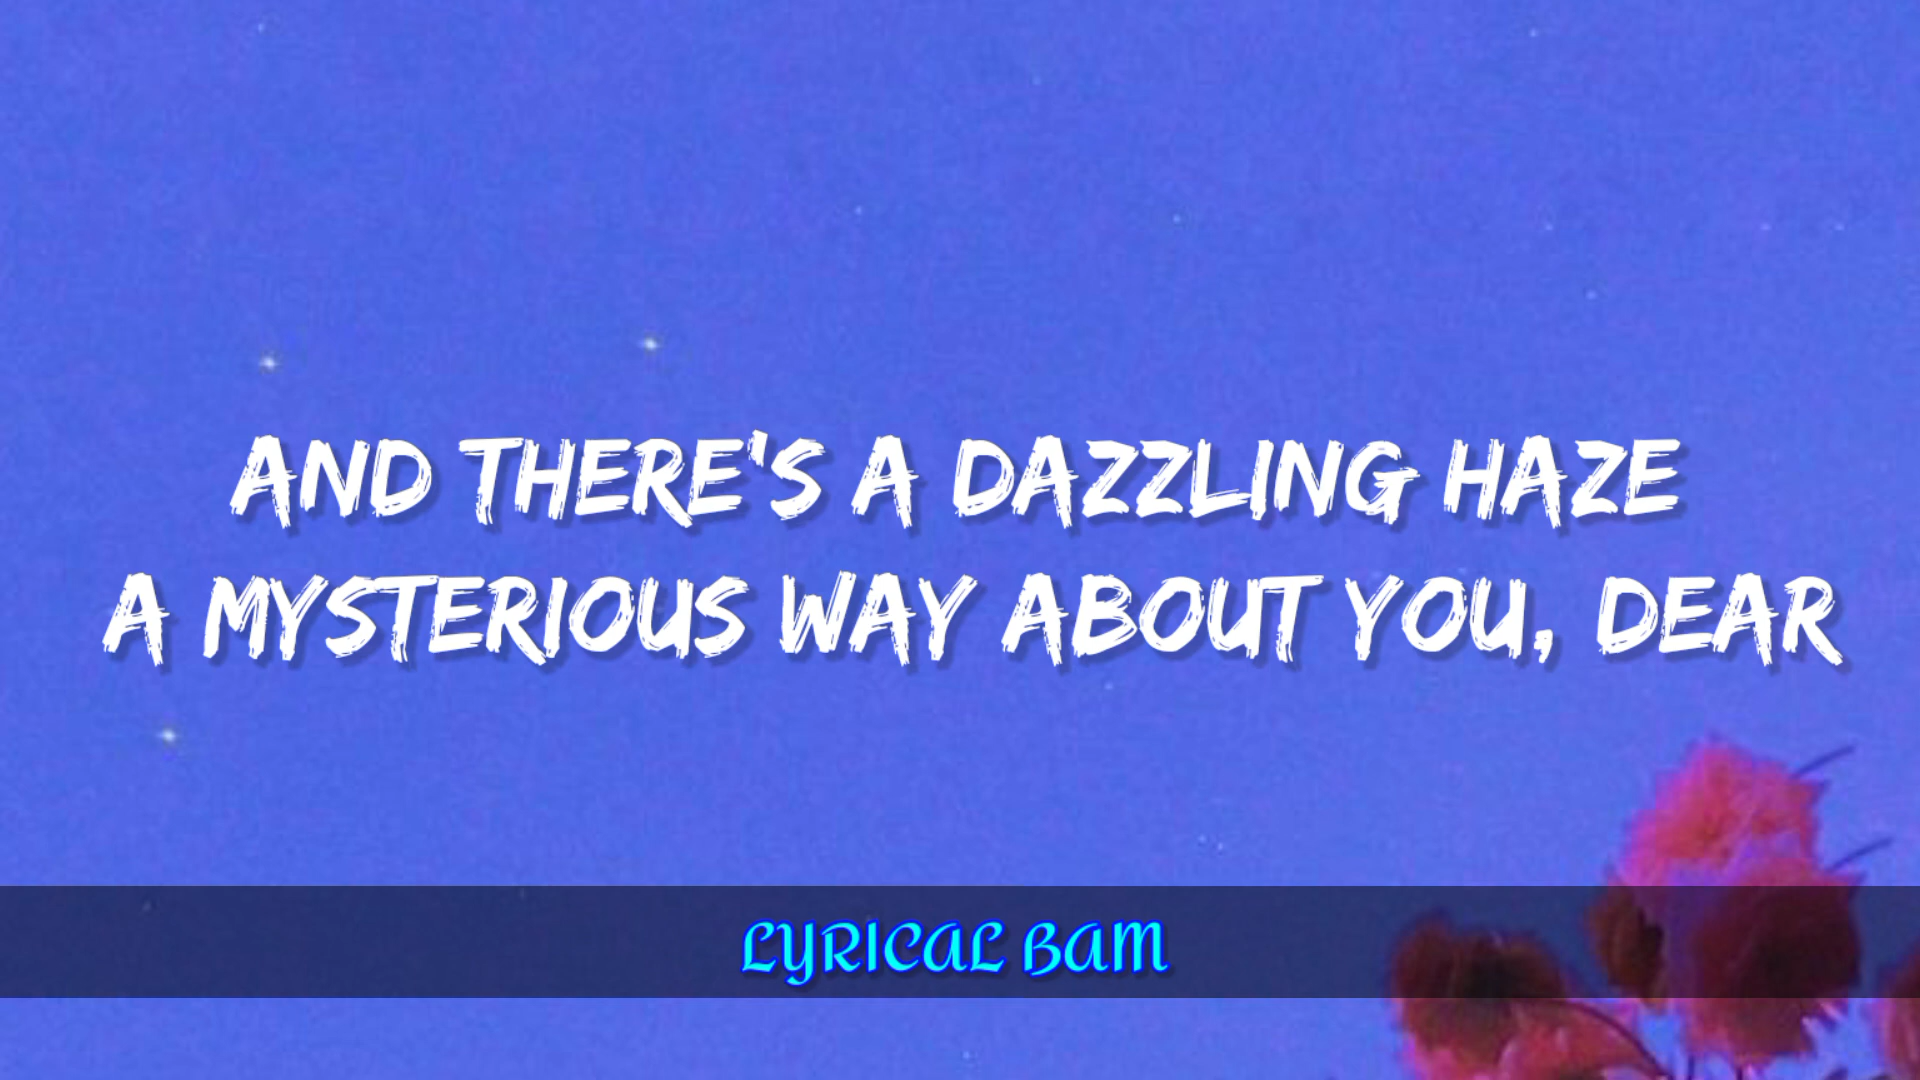 AND THERE'S A DAZZLING HAZE
A MYSTERIOUS WAY ABOUT YOU, DEAR
LYRICAL BAM